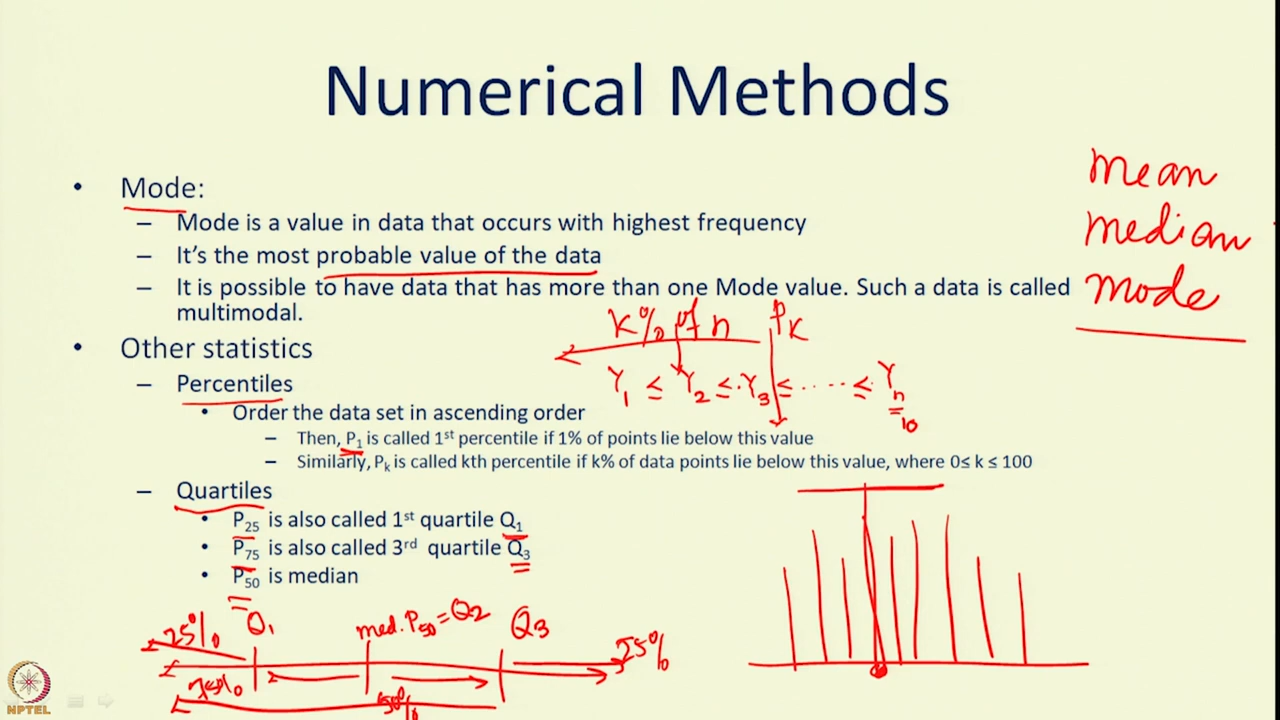 Numerical Methods
• Mode:
– Mode is a value in data that occurs with highest frequency
– It's the most probable value of the data
– It is possible to have data that has more than one Mode value. Such a data is called
multimodal.
mean
median
mode
• Other statistics
k% of n P_k
– Percentiles
Y₁ ≤ Y₂ ≤ Y₃ ≤ ..... ≤ Yₙ
10
• Order the data set in ascending order
– Then, P₁ is called 1st percentile if 1% of points lie below this value
– Similarly, Pₖ is called kth percentile if k% of data points lie below this value, where 0≤ k ≤ 100
– Quartiles
• P₂₅ is also called 1st quartile Q₁
• P₇₅ is also called 3rd quartile Q₃
• P₅₀ is median
25% Q₁ med. P₅₀ = Q₂ Q₃ 25%
50%
NPTEL